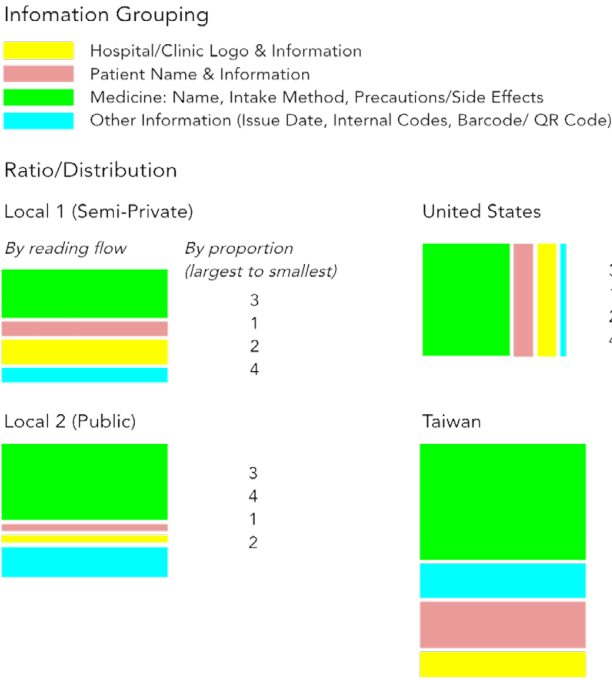 Infomation Grouping
Hospital/Clinic Logo & Information
Patient Name & Information
Medicine: Name, Intake Method, Precautions/Side Effects
Other Information (Issue Date, Internal Codes, Barcode/ QR Code)
Ratio/Distribution
Local 1 (Semi-Private)
By reading flow
By proportion
(largest to smallest)
3
1
2
4
United States
Local 2 (Public)
3
4
1
2
Taiwan